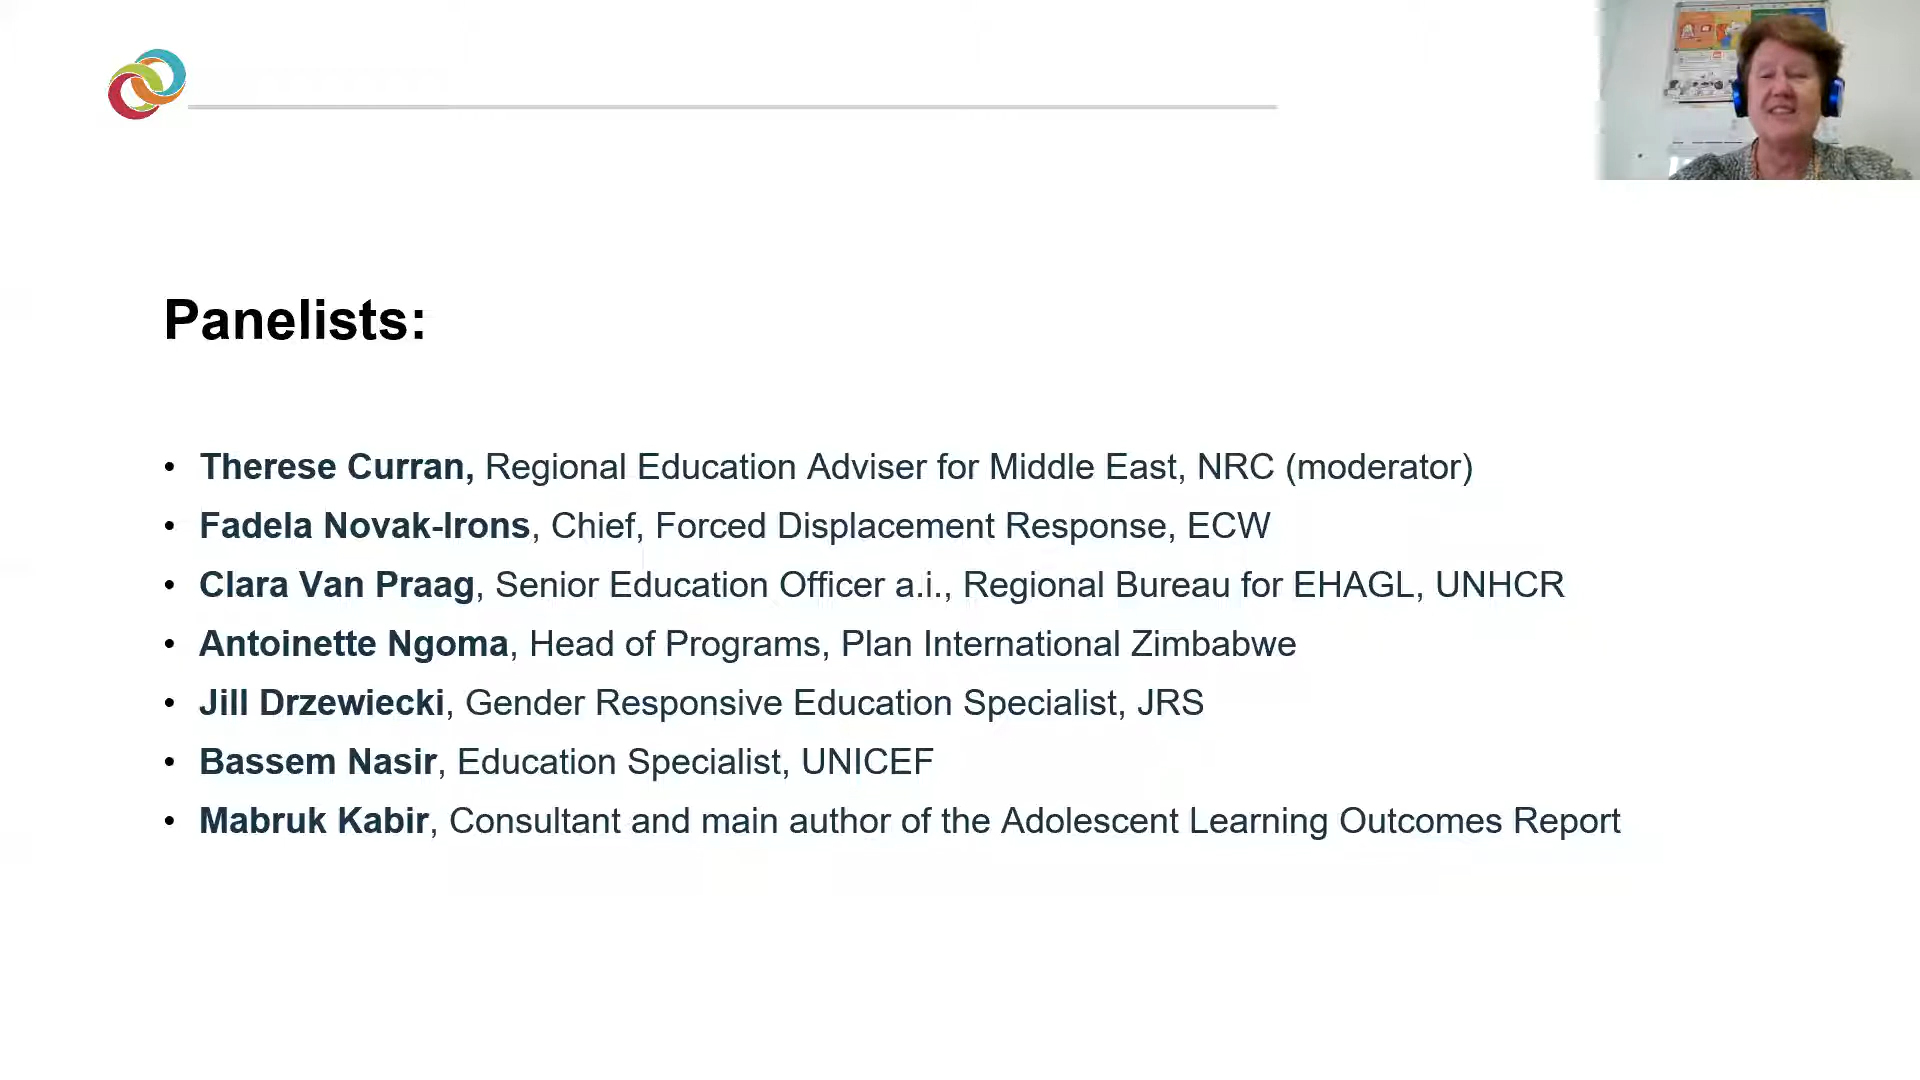 Panelists:
• Therese Curran, Regional Education Adviser for Middle East, NRC (moderator)
• Fadela Novak-Irons, Chief, Forced Displacement Response, ECW
• Clara Van Praag, Senior Education Officer a.i., Regional Bureau for EHAGL, UNHCR
• Antoinette Ngoma, Head of Programs, Plan International Zimbabwe
• Jill Drzewiecki, Gender Responsive Education Specialist, JRS
• Bassem Nasir, Education Specialist, UNICEF
• Mabruk Kabir, Consultant and main author of the Adolescent Learning Outcomes Report